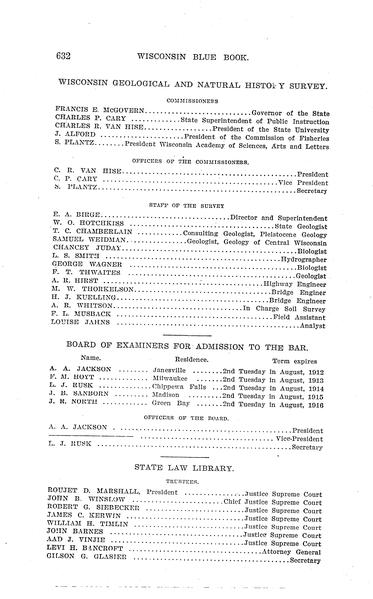 632 WISCONSIN BLUE BOOK.
WISCONSIN GEOLOGICAL AND NATURAL HISTORY SURVEY.
COMMISSIONERS
FRANCIS E. McGOVERN..............................Governor of the State
CHARLES P. CARY .............State Superintendent of Public Instruction
CHARLES R. VAN HISE....................President of the State University
J. ALFORD ......................President of the Commission of Fisheries
S. PLANTZ........President Wisconsin Academy of Sciences, Arts and Letters
OFFICERS OF THE COMMISSIONERS.
C. R. VAN HISE..................................................President
C. P. CARY ................................................Vice President
S. PLANTZ.......................................................Secretary
STAFF OF THE SURVEY
E. A. BIRGE.......................................Director and Superintendent
W. O. HOTCHKISS ...........................................State Geologist
T. C. CHAMBERLAIN ............Consulting Geologist, Pleistocene Geology
SAMUEL WEIDMAN...............Geologist, Geology of Central Wisconsin
CHANCEY JUDAY..................................................Biologist
L. S. SMITH ................................................Hydrographer
GEORGE WAGNER ..................................................Biologist
F. T. THWAITES .................................................Geologist
A. R. HIRST .............................................Highway Engineer
M. W. THORKELSON..........................................Bridge Engineer
H. J. KUELLING............................................Bridge Engineer
A. R. WHITSON.......................................In Charge Soil Survey
F. L. MUSBACK ............................................Field Assistant
LOUISE JAHNS .....................................................Analyst
BOARD OF EXAMINERS FOR ADMISSION TO THE BAR.
Name. Residence. Term expires
A. A. JACKSON ........ Janesville .......2nd Tuesday in August, 1912
F. M. HOYT ........... Milwaukee .......2nd Tuesday in August, 1913
L. J. RUSK ........... Chippewa Falls ...2nd Tuesday in August, 1914
J. B. SANBORN ........ Madison ........2nd Tuesday in August, 1915
J. R. NORTH .......... Green Bay .......2nd Tuesday in August, 1916
OFFICERS OF THE BOARD.
A. A. JACKSON ..................................................President
..........................................Vice-President
L. J. RUSK .....................................................Secretary
STATE LAW LIBRARY.
TRUSTEES.
ROUJET D. MARSHALL, President .................Justice Supreme Court
JOHN B. WINSLOW .........................Chief Justice Supreme Court
ROBERT G. SIEBECKER ...........................Justice Supreme Court
JAMES C. KERWIN ...............................Justice Supreme Court
WILLIAM H. TIMLIN .............................Justice Supreme Court
JOHN BARNES ...................................Justice Supreme Court
AAD J. VINJIE .................................Justice Supreme Court
LEVI H. BANCROFT ..................................Attorney General
GILSON G. GLASIER ........................................Secretary